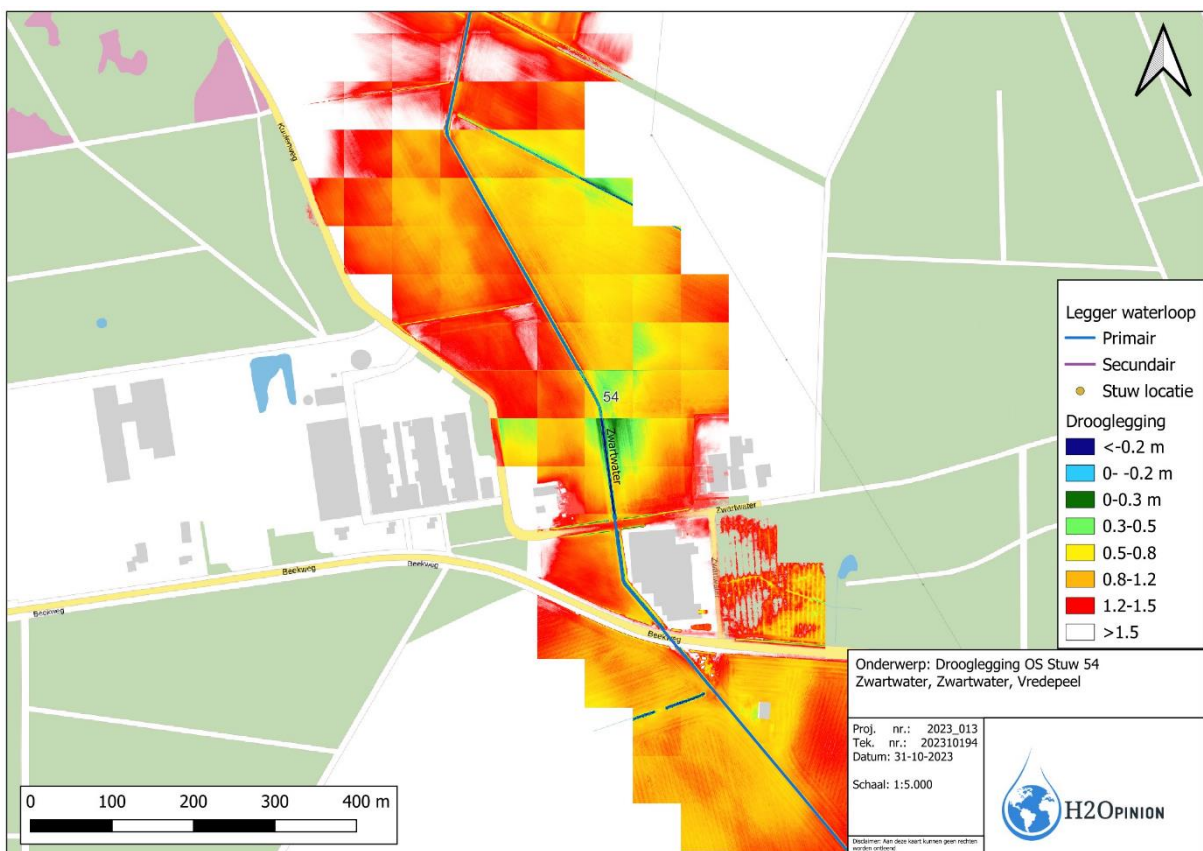 Kuilenweg
54
Zwartwater
Zwartwater
Zwartwater
Beekweg
Beekweg
Beekweg
Beekweg
Legger waterloop
Primair
Secundair
Stuw locatie
Drooglegging
<-0.2 m
0- -0.2 m
0-0.3 m
0.3-0.5
0.5-0.8
0.8-1.2
1.2-1.5
>1.5
Onderwerp: Drooglegging OS Stuw 54
Zwartwater, Zwartwater, Vredepeel
Proj. nr.: 2023_013
Tek. nr.: 202310194
Datum: 31-10-2023
Schaal: 1:5.000
Disclaimer: Aan deze kaart kunnen geen rechten
worden ontleend
H2OPINION
0 100 200 300 400 m